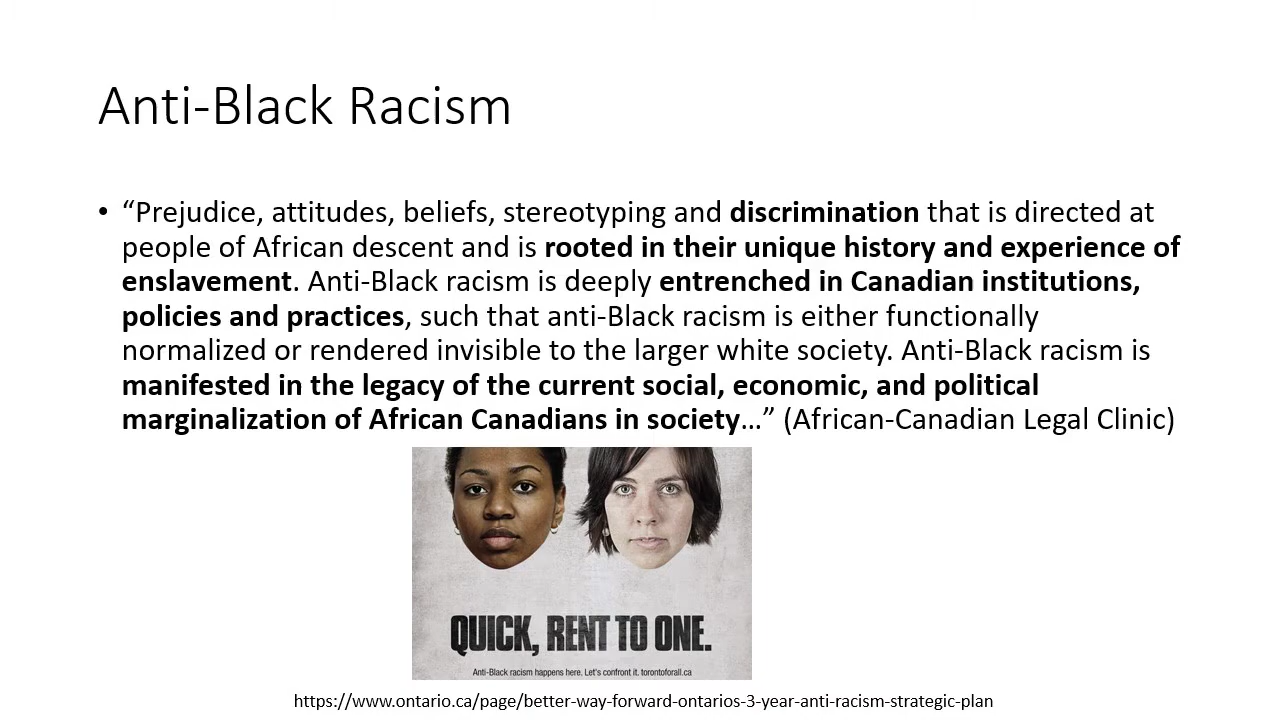 Anti-Black Racism
• “Prejudice, attitudes, beliefs, stereotyping and discrimination that is directed at
people of African descent and is rooted in their unique history and experience of
enslavement. Anti-Black racism is deeply entrenched in Canadian institutions,
policies and practices, such that anti-Black racism is either functionally
normalized or rendered invisible to the larger white society. Anti-Black racism is
manifested in the legacy of the current social, economic, and political
marginalization of African Canadians in society…” (African-Canadian Legal Clinic)
QUICK, RENT TO ONE.
Anti-Black racism happens here. Let's confront it. torontoforall.ca
https://www.ontario.ca/page/better-way-forward-ontarios-3-year-anti-racism-strategic-plan